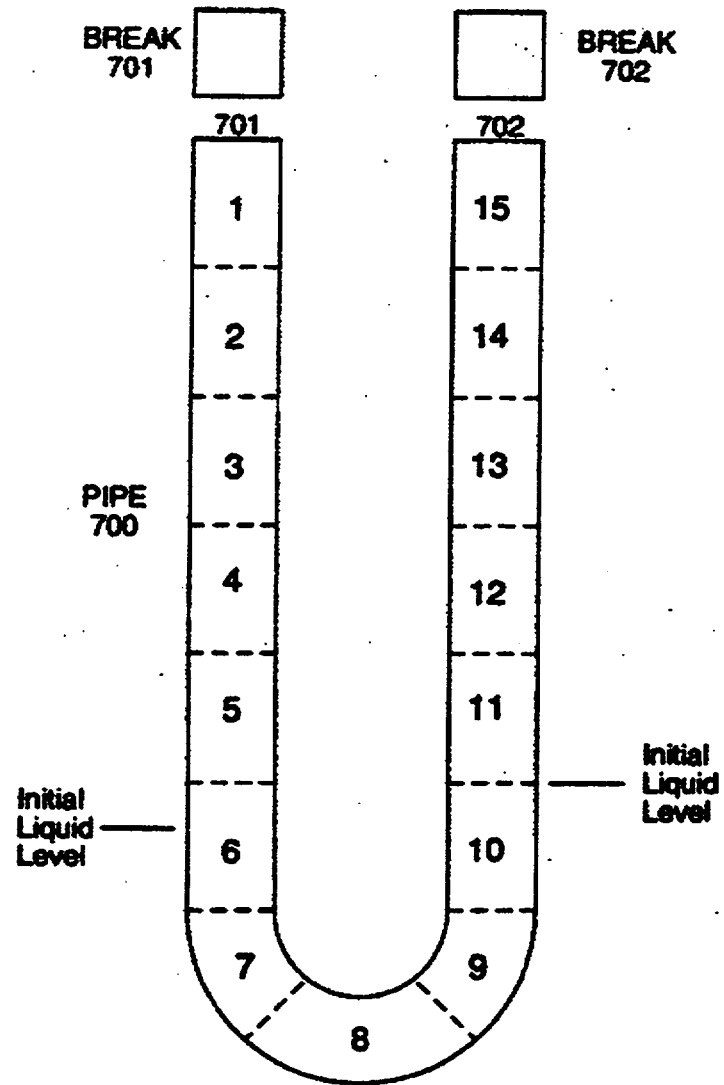 BREAK
701
BREAK
702
701
702
1
15
2
14
3
13
PIPE
700
4
12
5
11
Initial
Liquid
Level
Initial
Liquid
Level
6
10
7
9
8